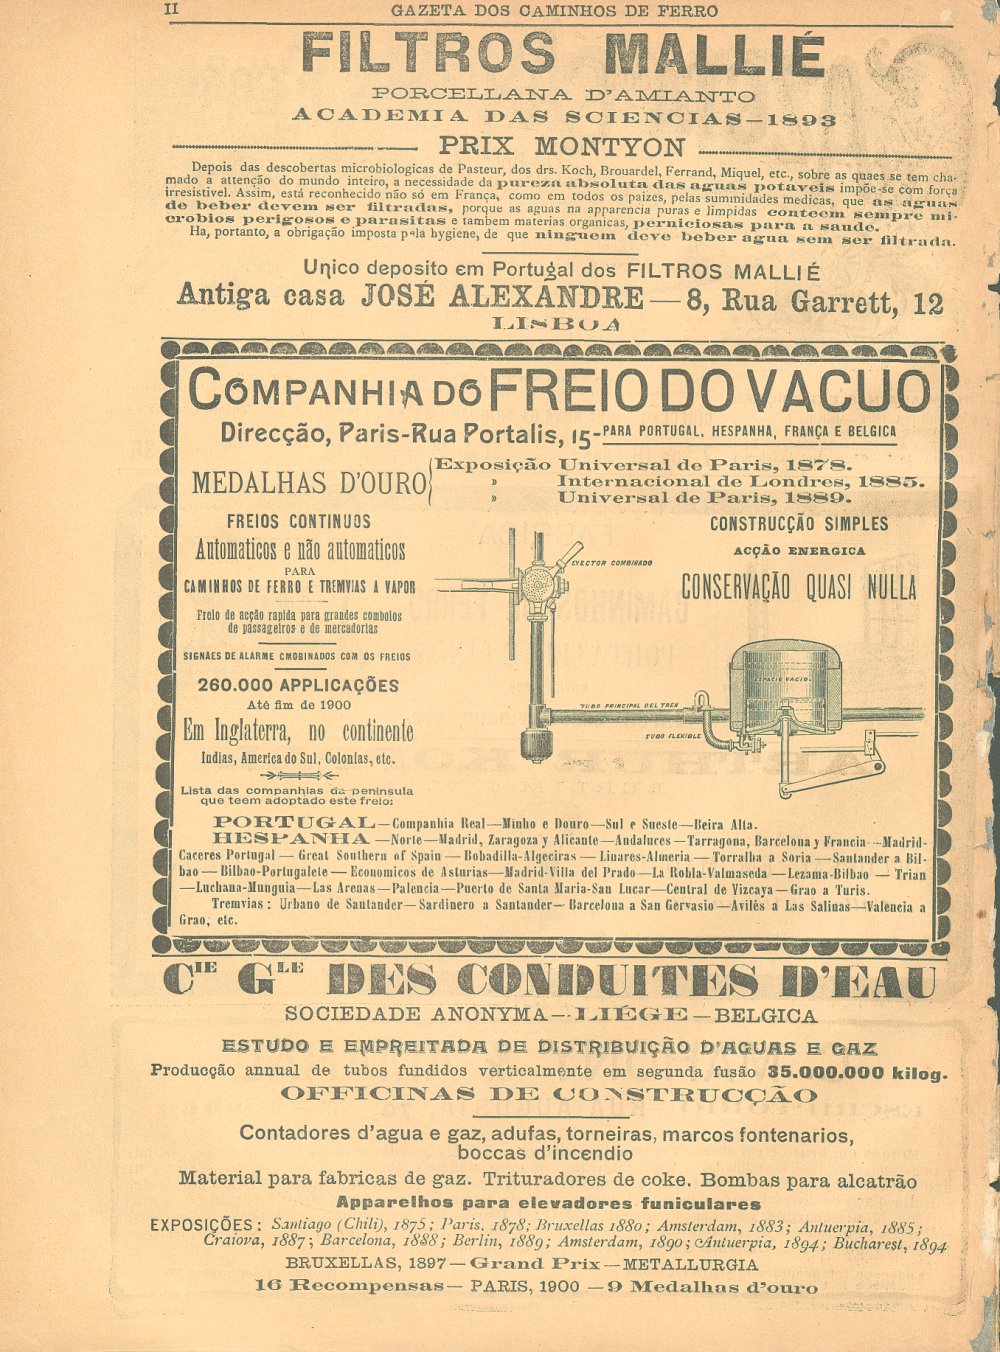 II
GAZETA DOS CAMINHOS DE FERRO
FILTROS MALLIÉ
PORCELLANA D'AMIANTO
ACADEMIA DAS SCIENCIAS—1893
PRIX MONTYON
Depois das descobertas microbiologicas de Pasteur, dos drs. Koch, Brouardel, Ferrand, Miquel, etc., sobre as quaes se tem cha-
mado a attenção do mundo inteiro, a necessidade da pureza absoluta das aguas potaveis impõe-se com força
irresistivel. Assim, está reconhecido não só em França, como em todos os paizes, pelas summidades medicas, que as aguas
de beber devem ser filtradas, porque as aguas na apparencia puras e limpidas conteem sempre mi-
crobios perigosos e parasitas e tambem materias organicas, perniciosas para a saude.
Ha, portanto, a obrigação imposta pela hygiene, de que ninguem deve beber agua sem ser filtrada.
Unico deposito em Portugal dos FILTROS MALLIÉ
Antiga casa JOSÉ ALEXANDRE — 8, Rua Garrett, 12
LISBOA
COMPANHIA DO FREIO DO VACUO
Direcção, Paris-Rua Portalis, 15-PARA PORTUGAL, HESPANHA, FRANÇA E BELGICA
MEDALHAS D'OURO
Exposição Universal de Paris, 1878.
» Internacional de Londres, 1885.
» Universal de Paris, 1889.
FREIOS CONTINUOS
Automaticos e não automaticos
PARA
CAMINHOS DE FERRO E TREMVIAS A VAPOR
Freio de acção rapida para grandes comboios
de passageiros e de mercadorias
SIGNAES DE ALARME CMOBINADOS COM OS FREIOS
260.000 APPLICAÇÕES
Até fim de 1900
Em Inglaterra, no continente
Indias, America do Sul, Colonias, etc.
Lista das companhias da peninsula
que teem adoptado este freio:
CONSTRUCÇÃO SIMPLES
ACÇÃO ENERGICA
CONSERVAÇÃO QUASI NULLA
EYECTOR COMBINADO
ESPACIO VACIO.
TUBO PRINCIPAL DEL TREN
TUBO FLEXIBLE
PORTUGAL—Companhia Real—Minho e Douro—Sul e Sueste—Beira Alta.
HESPANHA—Norte—Madrid, Zaragoza y Alicante—Andaluces—Tarragona, Barcelona y Francia—Madrid-
Caceres Portugal — Great Southern of Spain — Bobadilla-Algeciras — Linares-Almeria — Torralba a Soria — Santander a Bil-
bao — Bilbao-Portugalete — Economicos de Asturias—Madrid-Villa del Prado—La Robla-Valmaseda — Lezama-Bilbao — Trian
—Luchana-Munguia—Las Arenas—Palencia—Puerto de Santa Maria-San Lucar—Central de Vizcaya—Grao a Turis.
Tremvias : Urbano de Santander—Sardinero a Santander—Barcelona a San Gervasio—Avilés a Las Salinas—Valencia a
Grao, etc.
CIE GLE DES CONDUITES D'EAU
SOCIEDADE ANONYMA—LIÉGE—BELGICA
ESTUDO E EMPREITADA DE DISTRIBUIÇÃO D'AGUAS E GAZ
Producção annual de tubos fundidos verticalmente em segunda fusão 35.000.000 kilog.
OFFICINAS DE CONSTRUCÇÃO
Contadores d'agua e gaz, adufas, torneiras, marcos fontenarios,
boccas d'incendio
Material para fabricas de gaz. Trituradores de coke. Bombas para alcatrão
Apparelhos para elevadores funiculares
EXPOSIÇÕES: Santiago (Chili), 1875; Paris, 1878; Bruxellas 1880; Amsterdam, 1883; Antuerpia, 1885;
Craiova, 1887; Barcelona, 1888; Berlin, 1889; Amsterdam, 1890; Antuerpia, 1894; Bucharest, 1894
BRUXELLAS, 1897—Grand Prix—METALLURGIA
16 Recompensas— PARIS, 1900 —9 Medalhas d'ouro